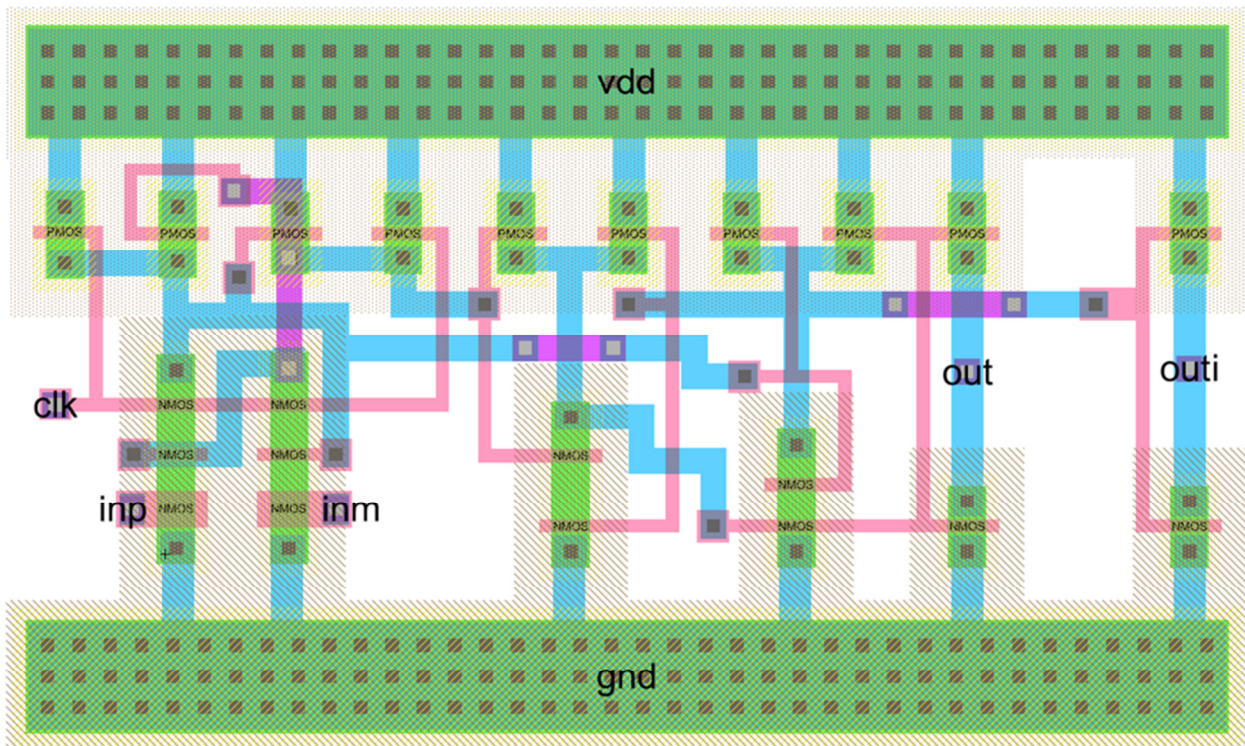 vdd
PMOS PMOS PMOS PMOS PMOS PMOS PMOS PMOS PMOS PMOS
out outi
clk NMOS NMOS
NMOS NMOS NMOS
NMOS
inp NMOS NMOS inm
NMOS NMOS NMOS NMOS
gnd